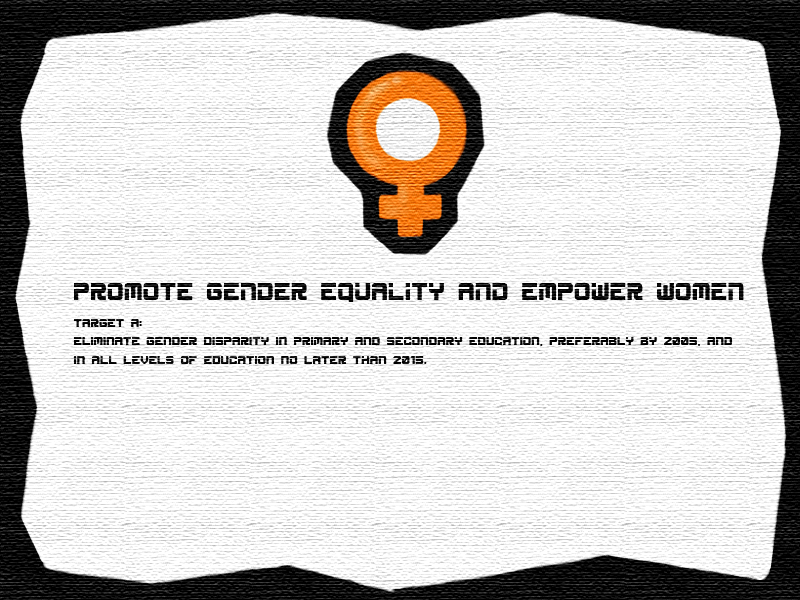 PROMOTE GENDER EQUALITY AND EMPOWER WOMEN
TARGET A:
ELIMINATE GENDER DISPARITY IN PRIMARY AND SECONDARY EDUCATION, PREFERABLY BY 2005, AND
IN ALL LEVELS OF EDUCATION NO LATER THAN 2015.